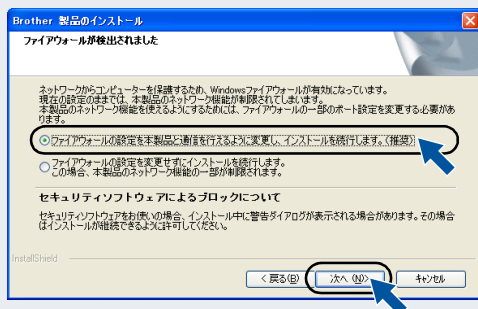 Brother 製品のインストール
ファイアウォールが検出されました
ネットワークからコンピューターを保護するため、Windowsファイアウォールが有効になっています。
現在の設定のままでは、本製品のネットワーク機能が制限されてしまいます。
本製品のネットワーク機能を使えるようにするためには、ファイアウォールの一部のポート設定を変更する必要があ
ります。
ファイアウォールの設定を本製品と通信を行えるように変更し、インストールを続行します。(推奨)
ファイアウォールの設定を変更せずにインストールを続行します。
この場合、本製品のネットワーク機能の一部が制限されます。
セキュリティソフトウェアによるブロックについて
セキュリティソフトウェアをお使いの場合、インストール中に警告ダイアログが表示される場合があります。その場合
はインストールが継続できるように許可してください。
InstallShield
< 戻る(B)
次へ (N)>
キャンセル